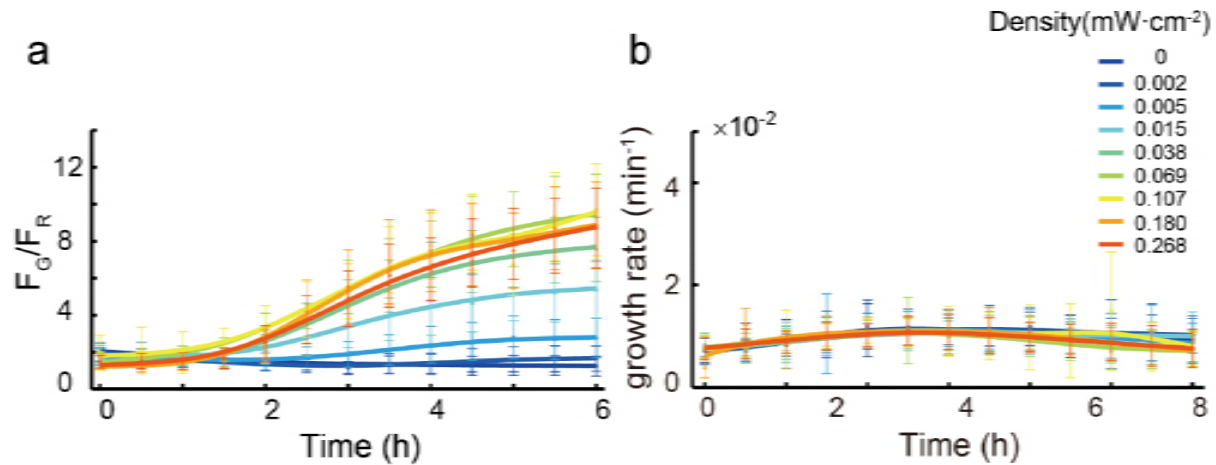 a
12
8
4
0
F_G/F_R
0 2 4 6
Time (h)
b
×10⁻²
4
2
0
growth rate (min⁻¹)
0 2 4 6 8
Time (h)
Density(mW·cm⁻²)
0
0.002
0.005
0.015
0.038
0.069
0.107
0.180
0.268